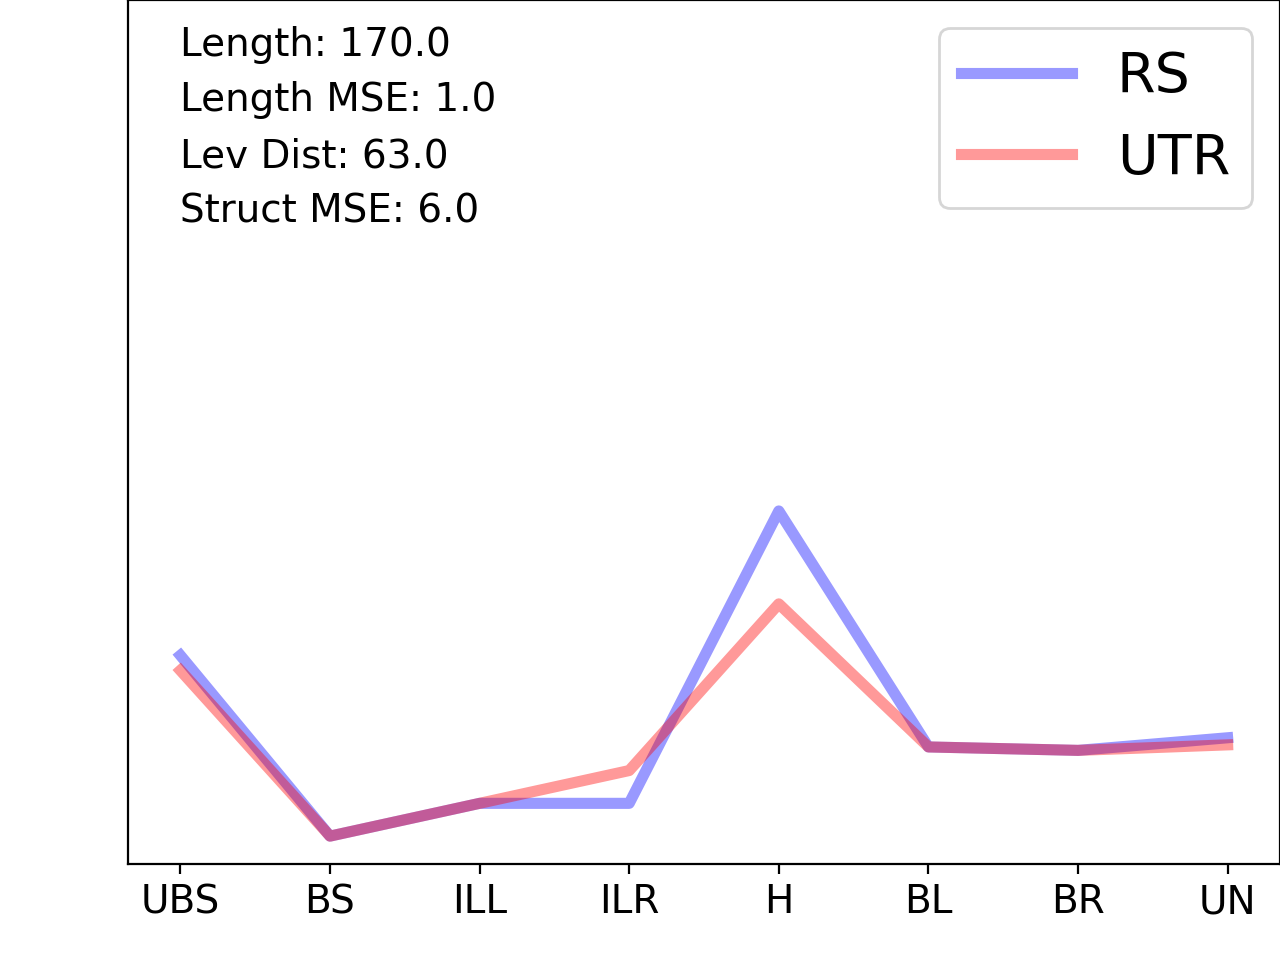 Length: 170.0
Length MSE: 1.0
Lev Dist: 63.0
Struct MSE: 6.0
RS
UTR
UBS BS ILL ILR H BL BR UN